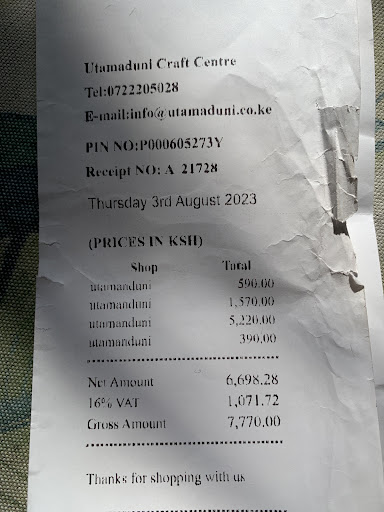 Utamaduni Craft Centre
Tel:0722205028
E-mail:info@utamaduni.co.ke
PIN NO:P000605273Y
Receipt NO: A 21728
Thursday 3rd August 2023
(PRICES IN KSH)
Shop Total
utamanduni 590.00
utamanduni 1,570.00
utamanduni 5,220.00
utamanduni 390.00
Net Amount 6,698.28
16% VAT 1,071.72
Gross Amount 7,770.00
Thanks for shopping with us